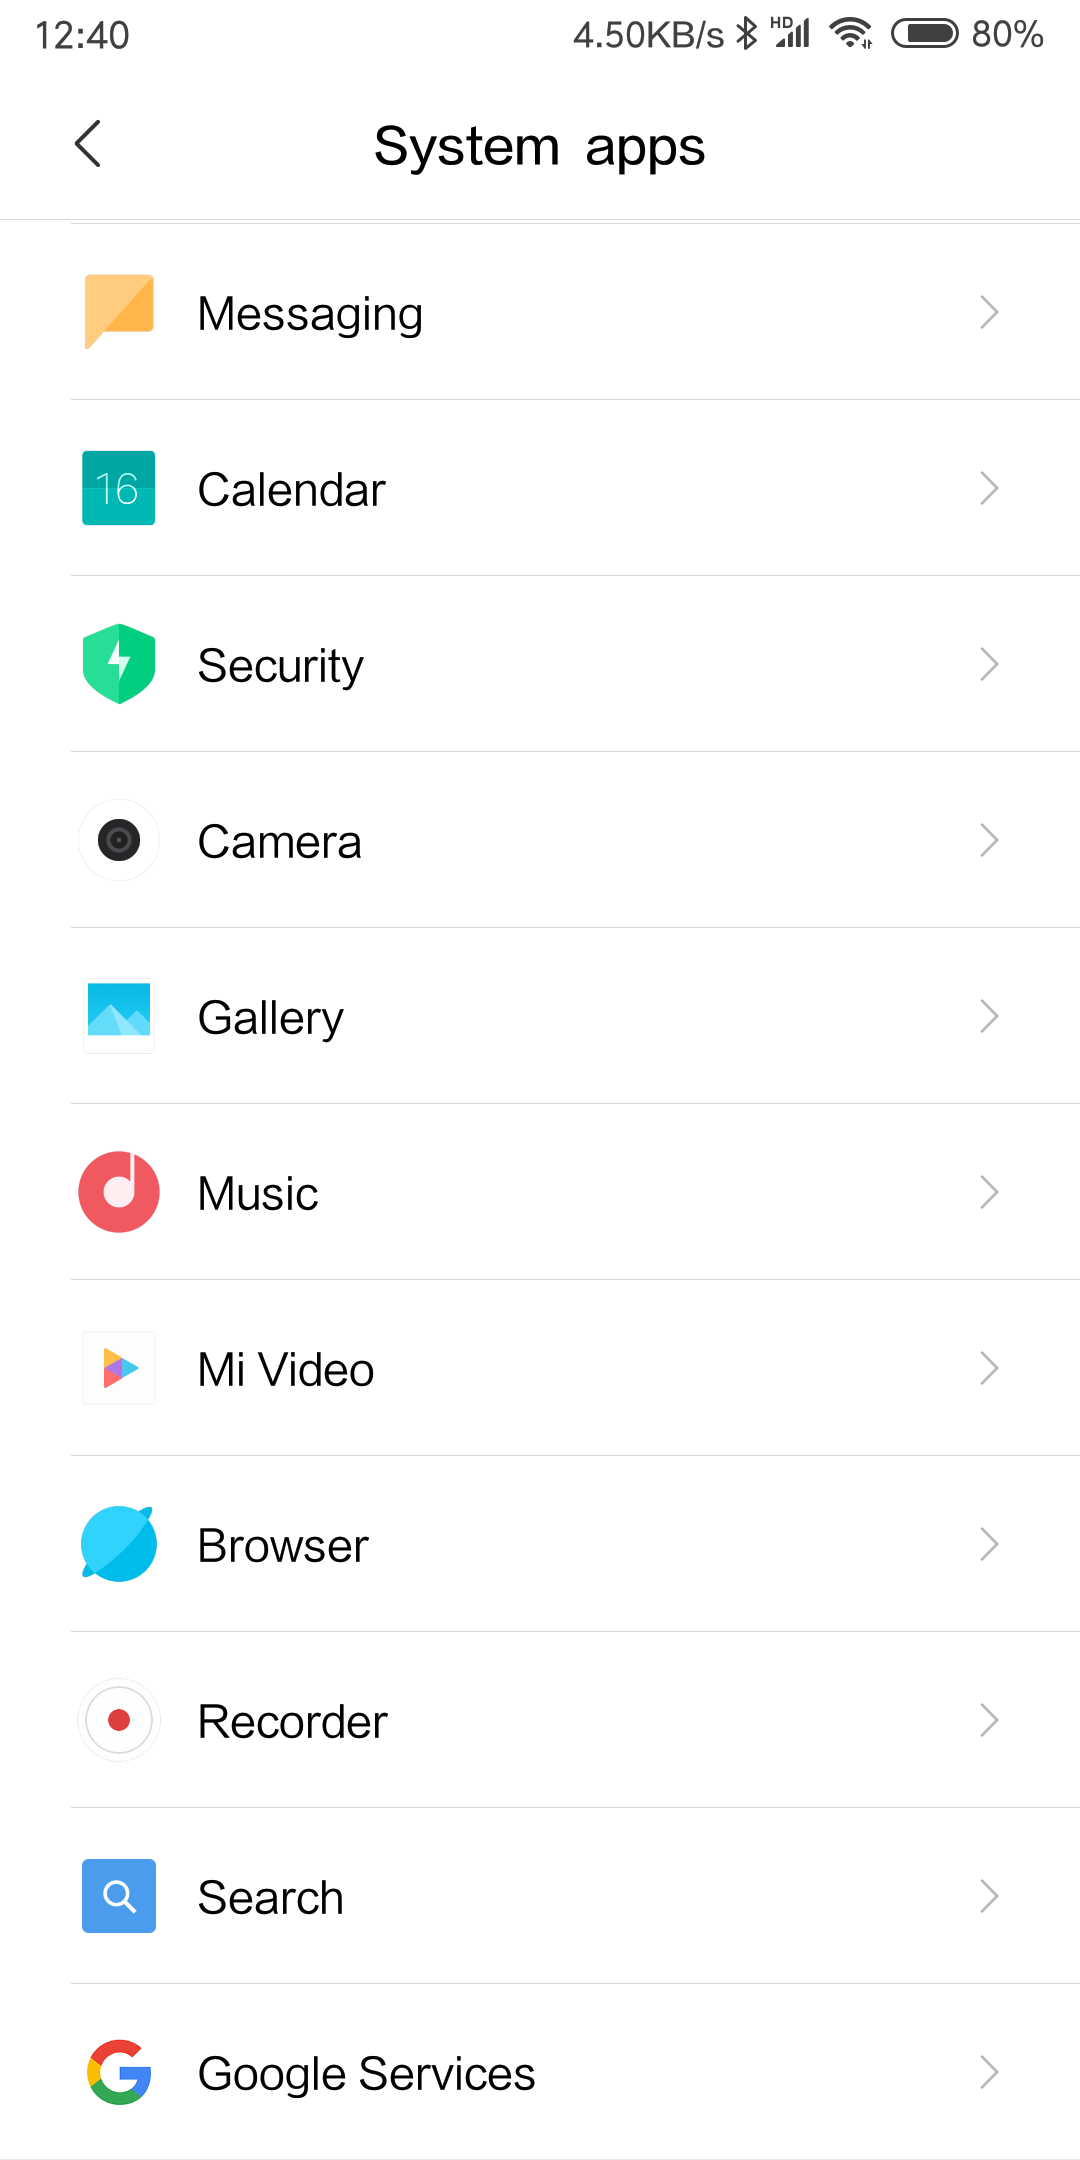 12:40 4.50KB/s HD 80%
System apps
Messaging
16 Calendar
Security
Camera
Gallery
Music
Mi Video
Browser
Recorder
Search
Google Services